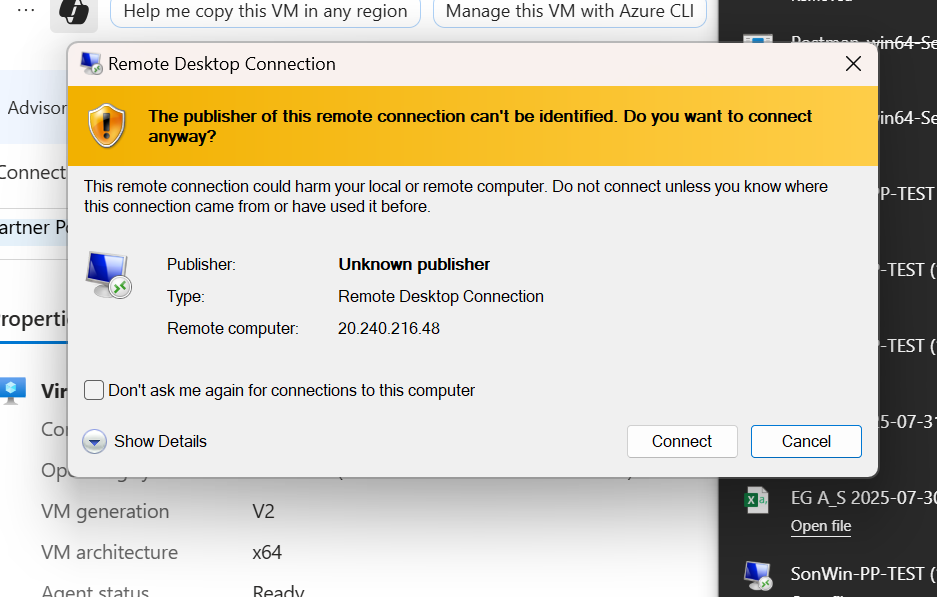 Help me copy this VM in any region
Manage this VM with Azure CLI
Remote Desktop Connection
Advisor
The publisher of this remote connection can't be identified. Do you want to connect
anyway?
This remote connection could harm your local or remote computer. Do not connect unless you know where
this connection came from or have used it before.
Connect
artner Po
Publisher: Unknown publisher
Type: Remote Desktop Connection
Remote computer: 20.240.216.48
roperti
Don't ask me again for connections to this computer
Vir
Co
Show Details
Connect Cancel
Op
VM generation V2
VM architecture x64
Agent status Ready
Postman-win64-Se
in64-Se
P-TEST
-TEST (
-TEST (
5-07-31
EG A_S 2025-07-30
Open file
SonWin-PP-TEST (